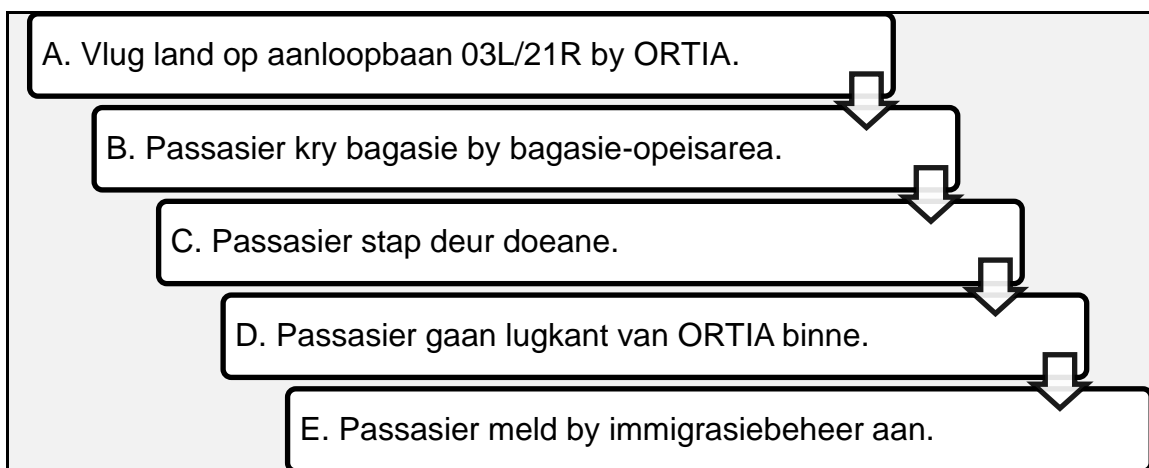 A. Vlug land op aanloopbaan 03L/21R by ORTIA.
B. Passasier kry bagasie by bagasie-opeisarea.
C. Passasier stap deur doeane.
D. Passasier gaan lugkant van ORTIA binne.
E. Passasier meld by immigrasiebeheer aan.